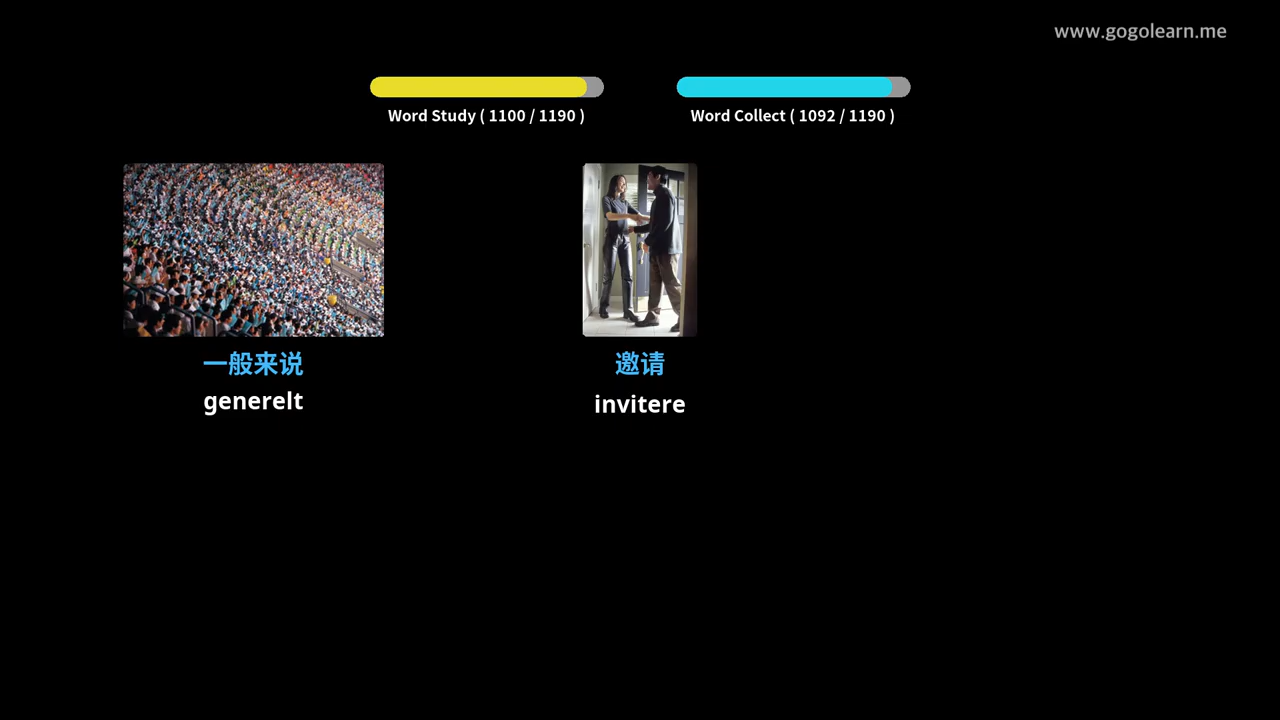 www.gogolearn.me
Word Study ( 1100 / 1190 )
Word Collect ( 1092 / 1190 )
一般来说
generelt
邀请
invitere